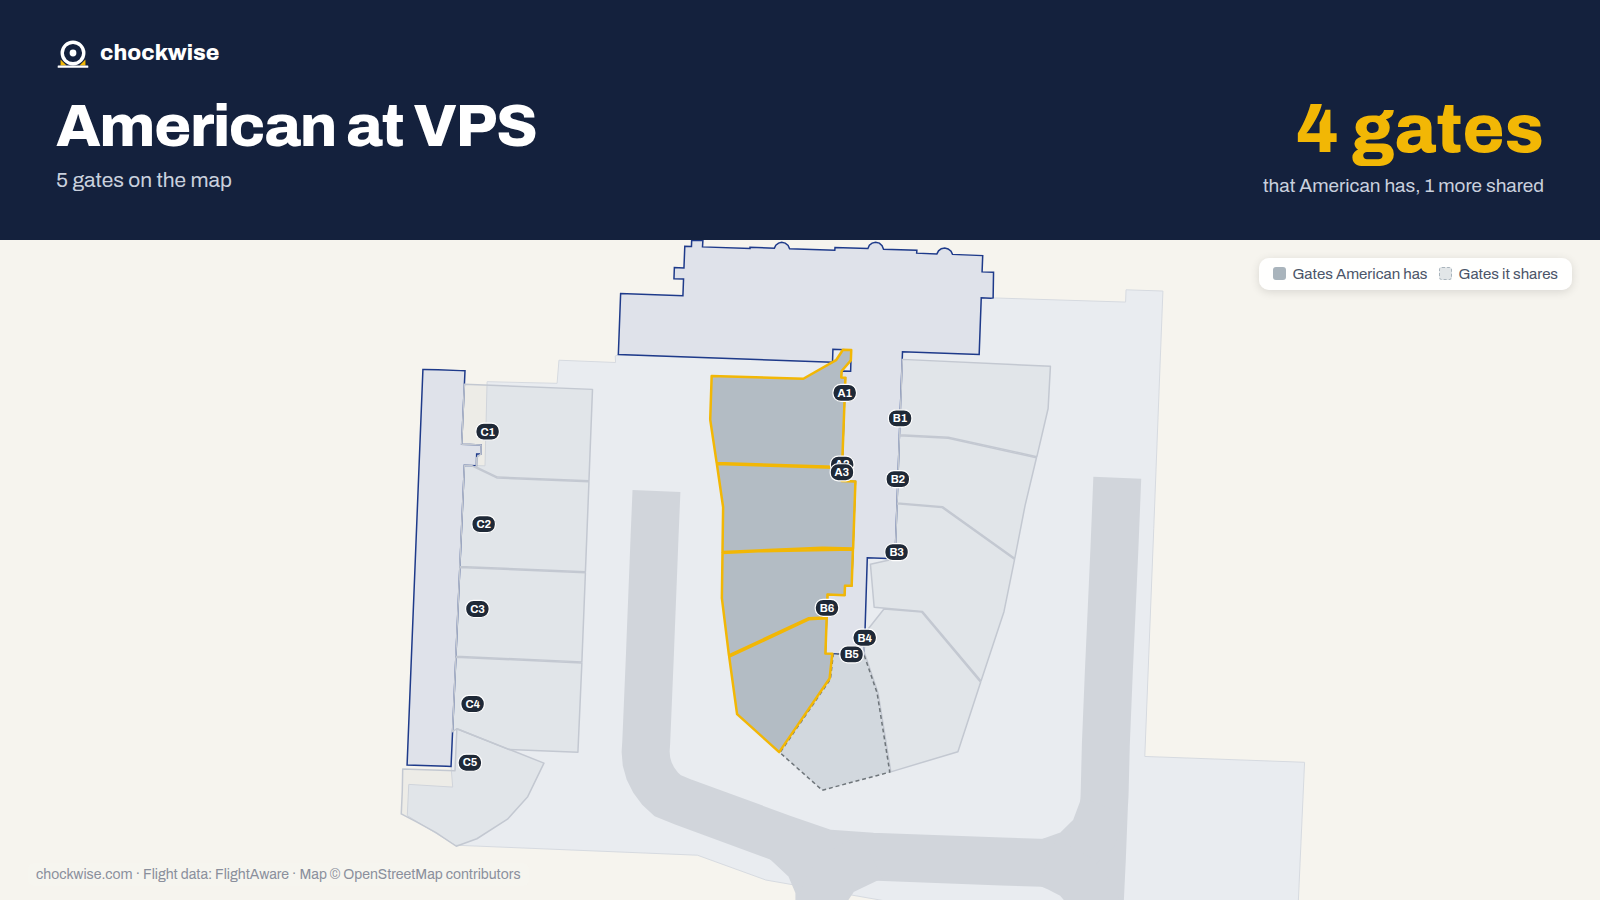 chockwise
American at VPS
5 gates on the map
4 gates
that American has, 1 more shared
Gates American has
Gates it shares
A1
B1
C1
A3
B2
C2
B3
B6
C3
B4
B5
C4
C5
chockwise.com · Flight data: FlightAware · Map © OpenStreetMap contributors